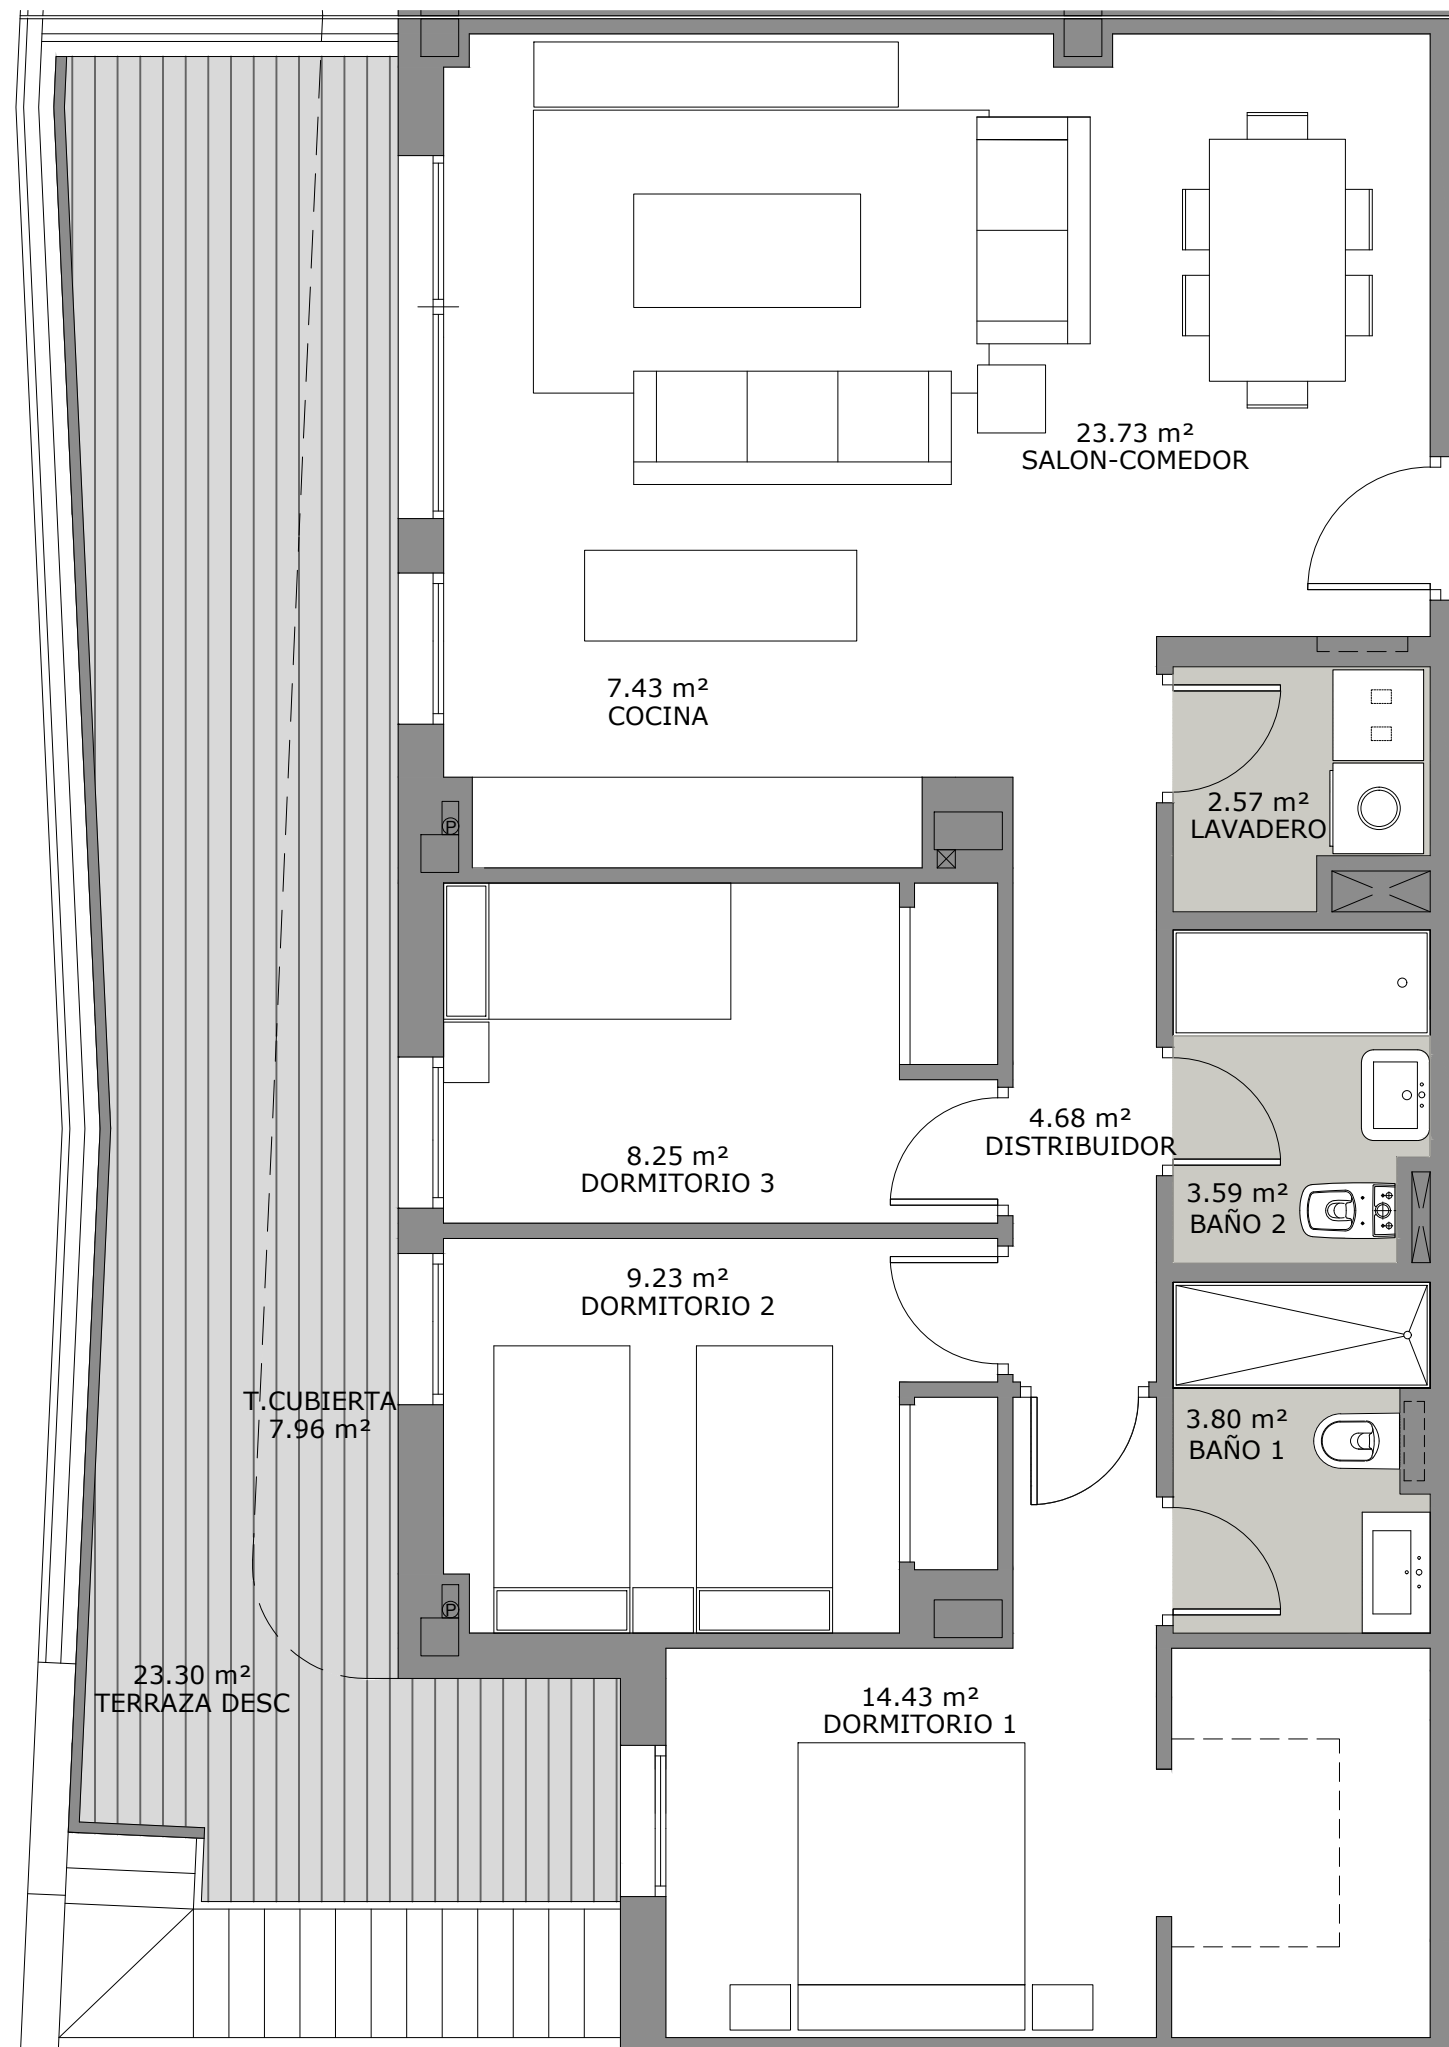 23.73 m²
SALON-COMEDOR
7.43 m²
COCINA
2.57 m²
LAVADERO
P
4.68 m²
DISTRIBUIDOR
8.25 m²
DORMITORIO 3
3.59 m²
BAÑO 2
9.23 m²
DORMITORIO 2
T.CUBIERTA
7.96 m²
3.80 m²
BAÑO 1
P
23.30 m²
TERRAZA DESC
14.43 m²
DORMITORIO 1